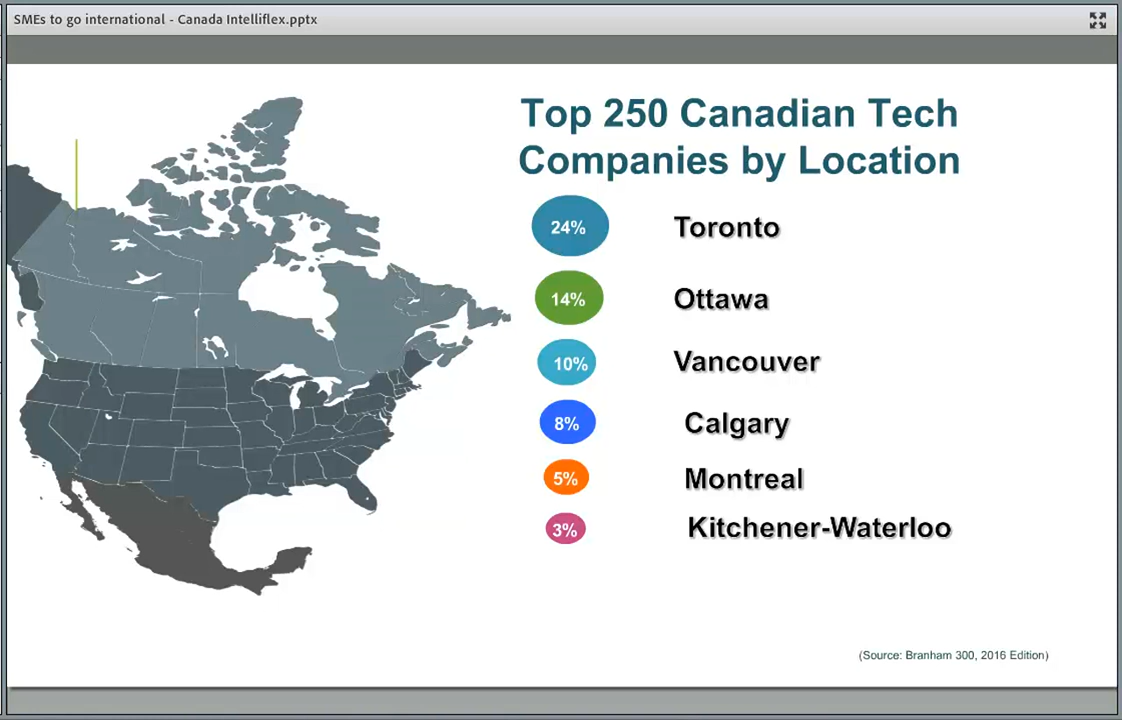 SMEs to go international - Canada Intelliflex.pptx
Top 250 Canadian Tech
Companies by Location
24% Toronto
14% Ottawa
10% Vancouver
8% Calgary
5% Montreal
3% Kitchener-Waterloo
(Source: Branham 300, 2016 Edition)